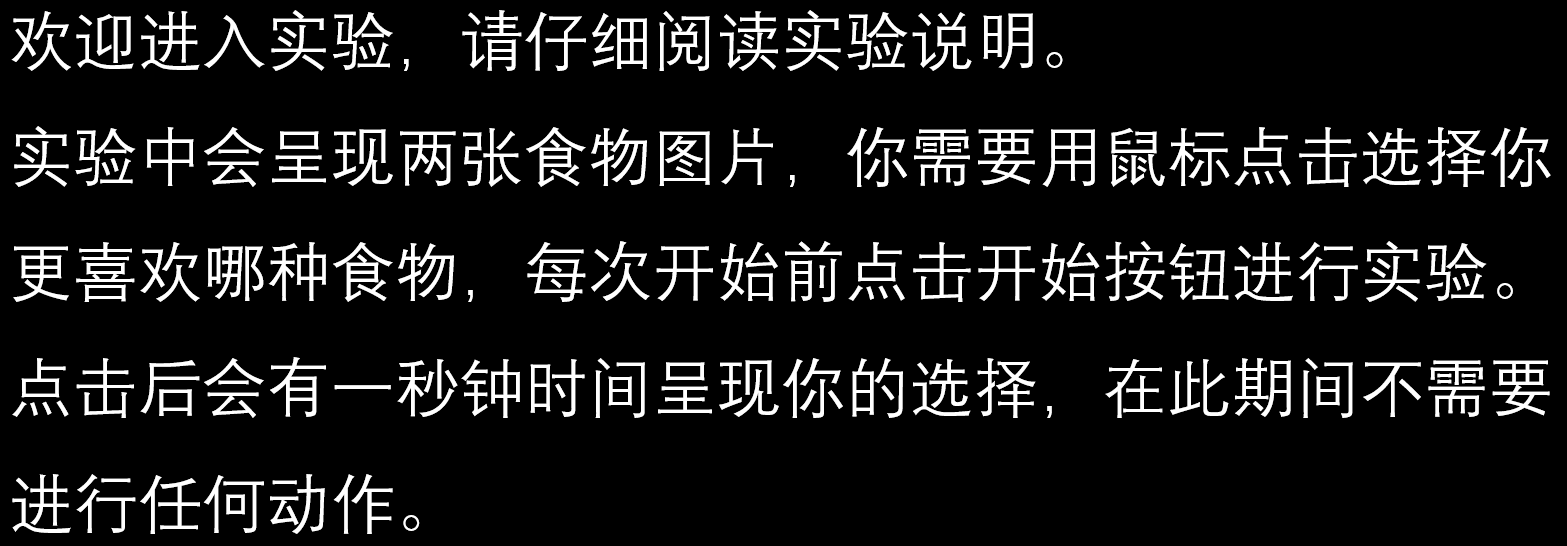 欢迎进入实验，请仔细阅读实验说明。
实验中会呈现两张食物图片，你需要用鼠标点击选择你
更喜欢哪种食物，每次开始前点击开始按钮进行实验。
点击后会有一秒钟时间呈现你的选择，在此期间不需要
进行任何动作。